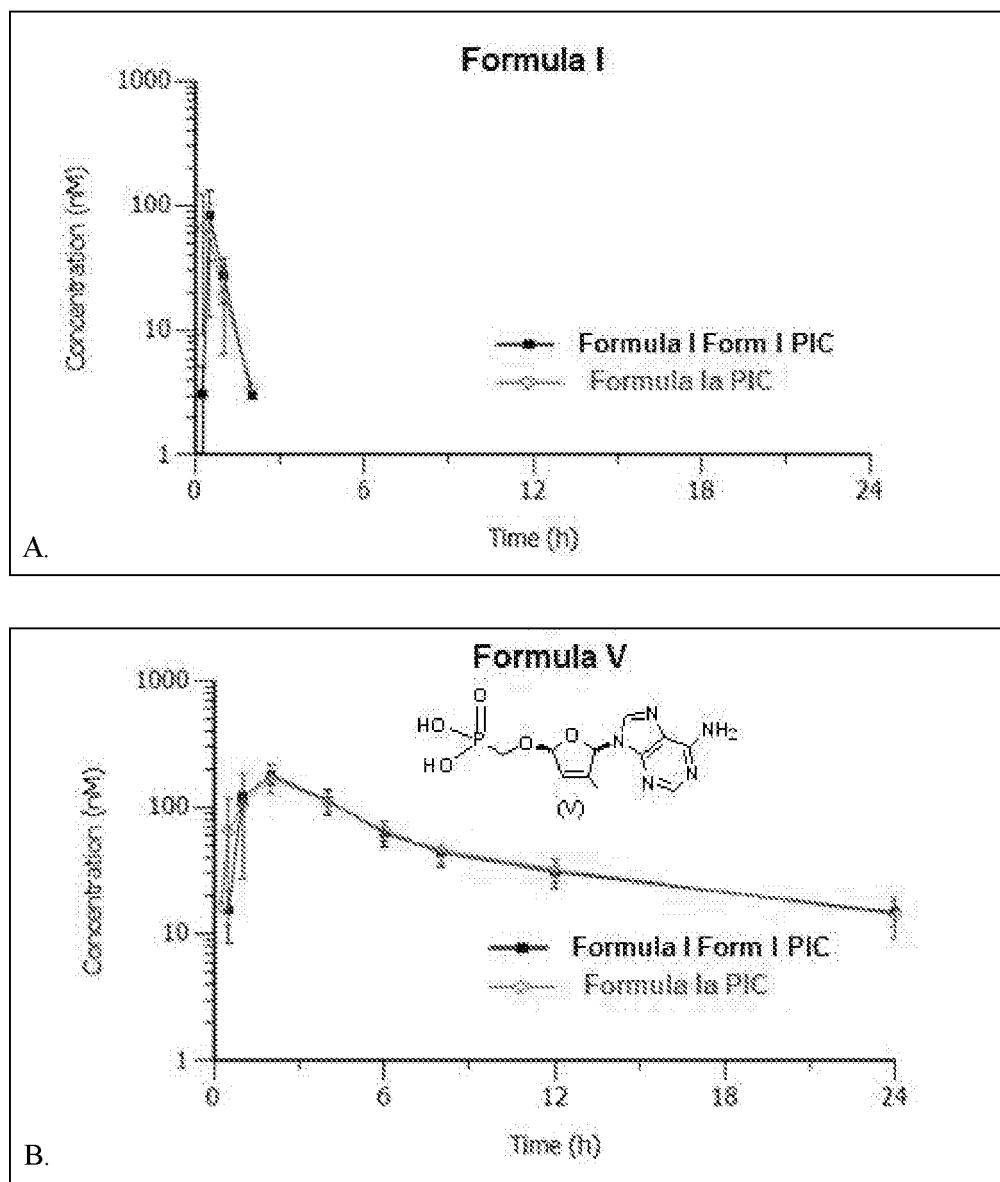 Formula I
1000
100
10
1
Concentration (nM)
Formula I Form I PIC
Formula Ia PIC
0 6 12 18 24
Time (h)
A.
Formula V
1000
100
10
1
Concentration (nM)
O
HO
P
HO
O
O
N
N
NH₂
N
N
(V)
Formula I Form I PIC
Formula Ia PIC
0 6 12 18 24
Time (h)
B.